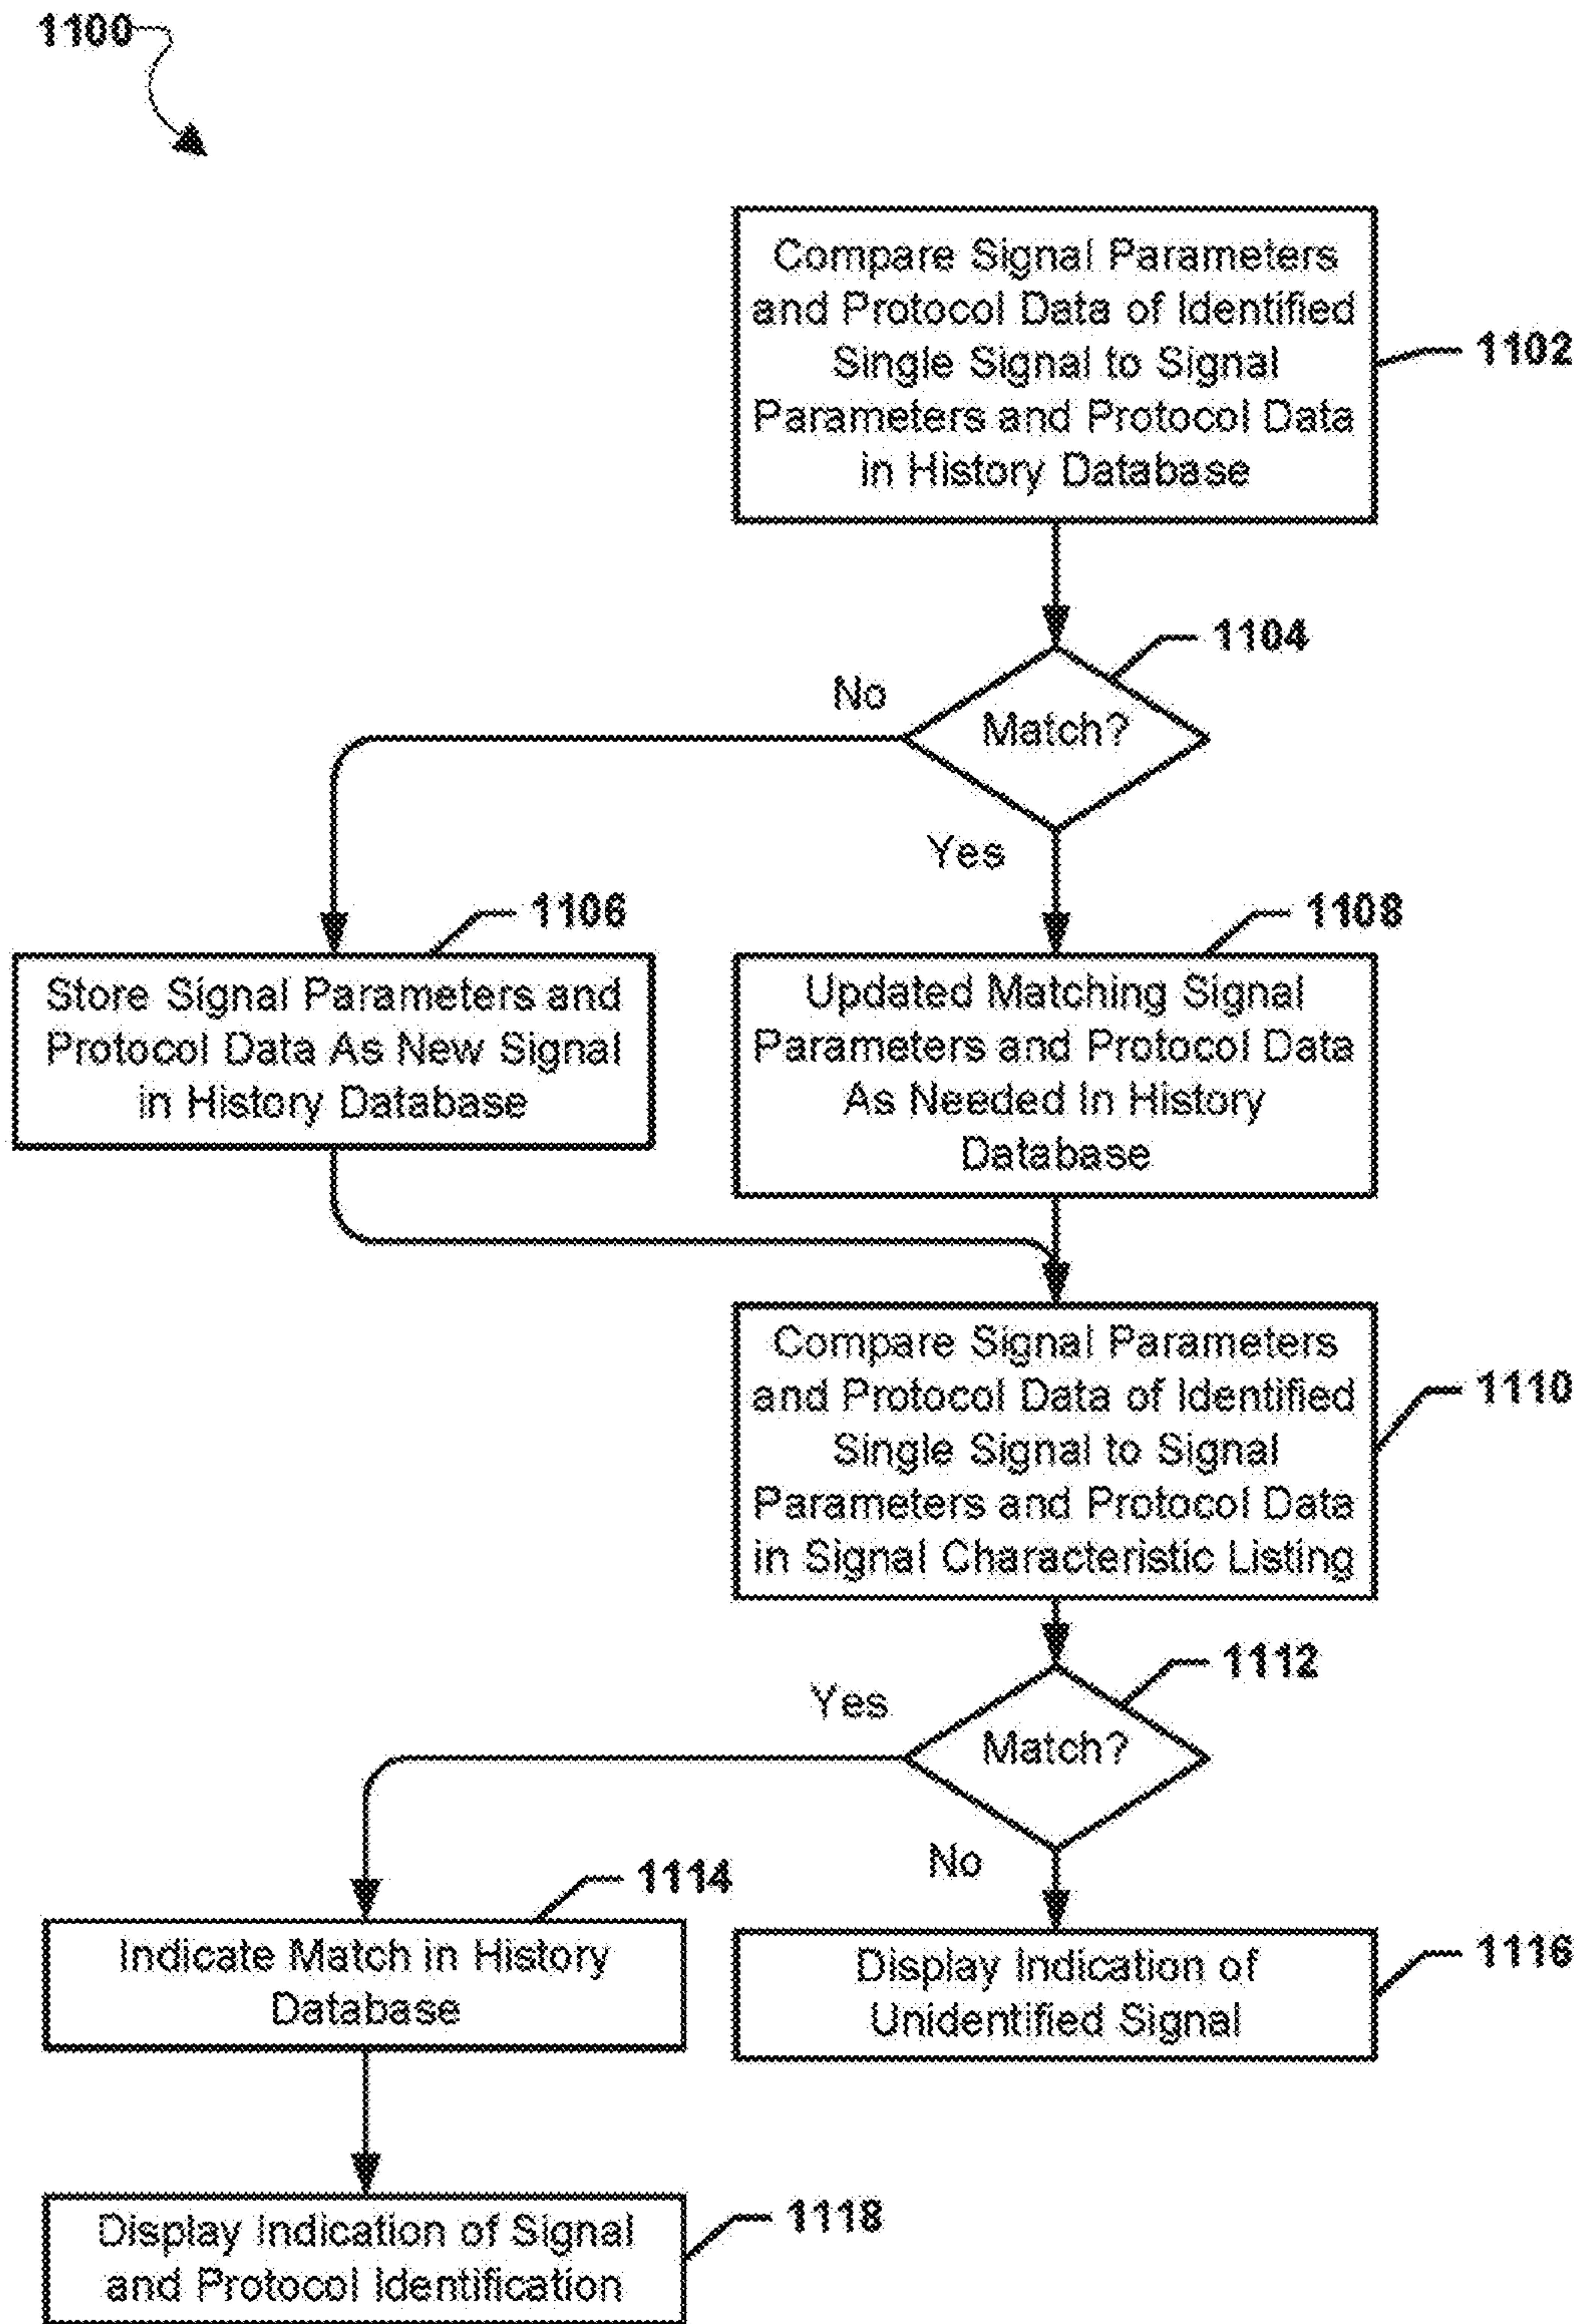 1100
Compare Signal Parameters
and Protocol Data of Identified
Single Signal to Signal
Parameters and Protocol Data
in History Database
1102
1104
No
Match?
Yes
1106
1108
Store Signal Parameters and
Protocol Data As New Signal
in History Database
Updated Matching Signal
Parameters and Protocol Data
As Needed In History
Database
Compare Signal Parameters
and Protocol Data of Identified
Single Signal to Signal
Parameters and Protocol Data
in Signal Characteristic Listing
1110
1112
Yes
Match?
No
1114
Indicate Match in History
Database
Display Indication of
Unidentified Signal
1116
Display Indication of Signal
and Protocol Identification
1118